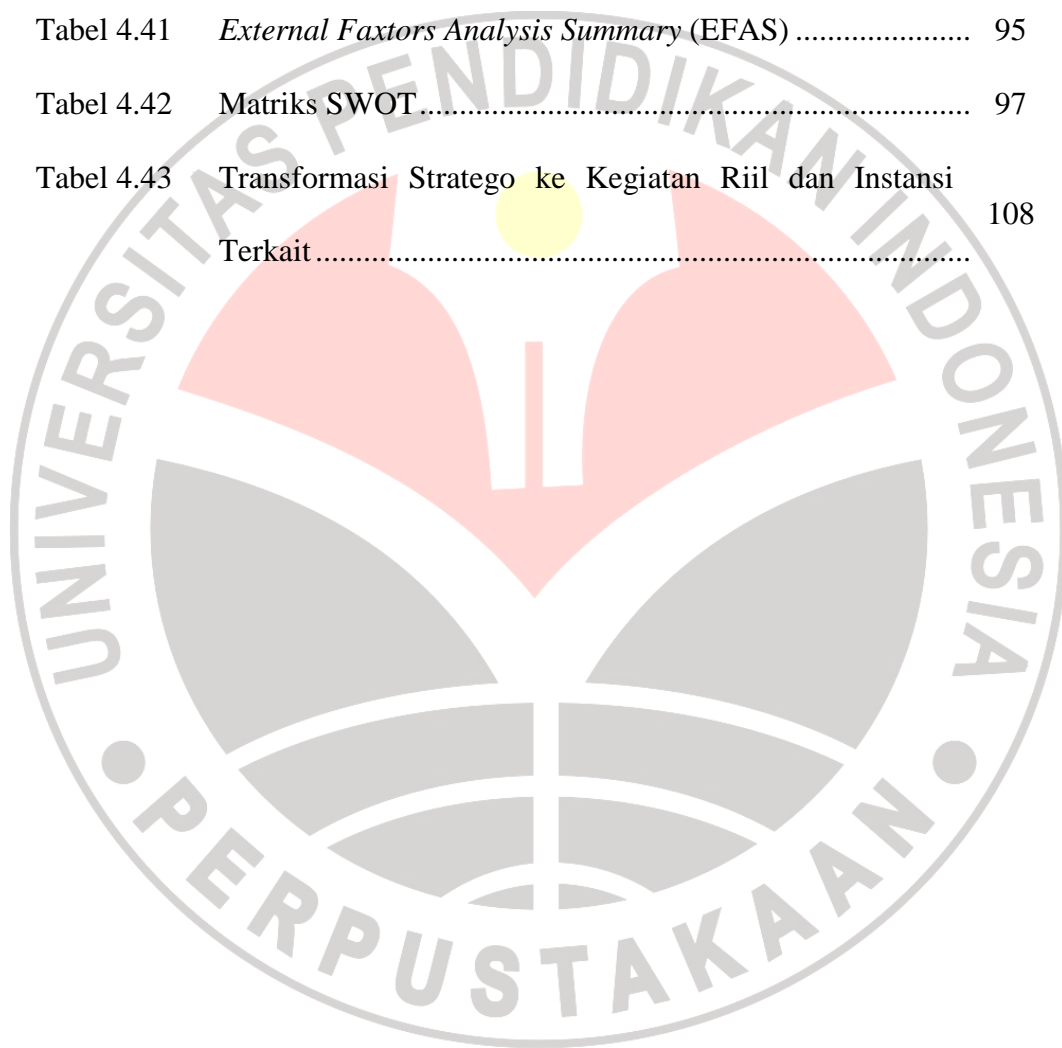 Tabel 4.41 External Faxtors Analysis Summary (EFAS) ...................... 95
Tabel 4.42 Matriks SWOT..................................................................... 97
Tabel 4.43 Transformasi Stratego ke Kegiatan Riil dan Instansi
108
Terkait .................................................................................
UNIVERSITAS PENDIDIKAN INDONESIA
PERPUSTAKAAN